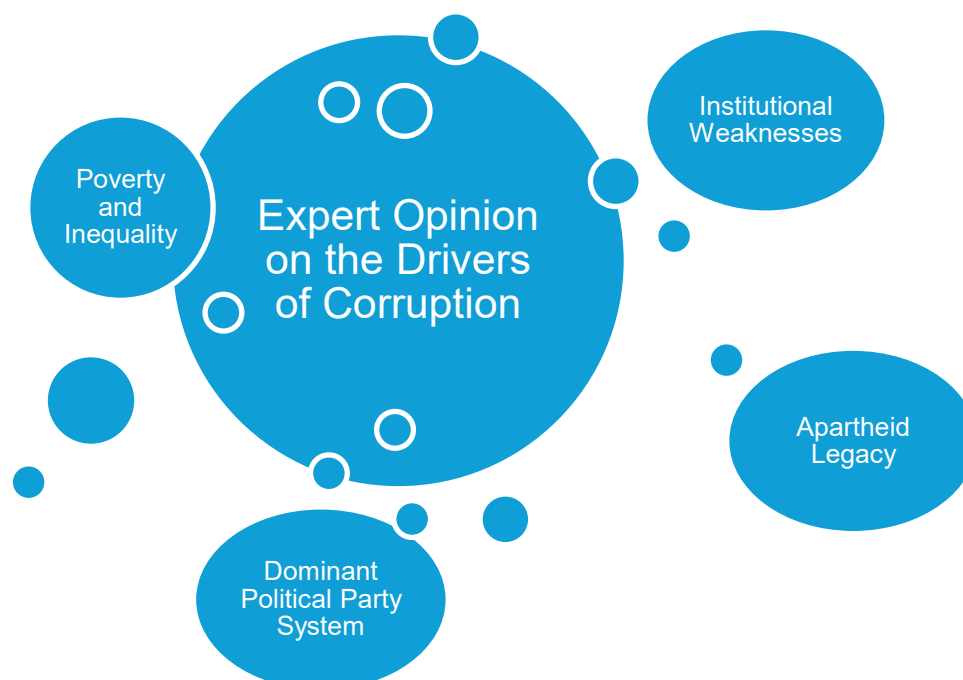 Expert Opinion
on the Drivers
of Corruption
Institutional
Weaknesses
Poverty
and
Inequality
Apartheid
Legacy
Dominant
Political Party
System